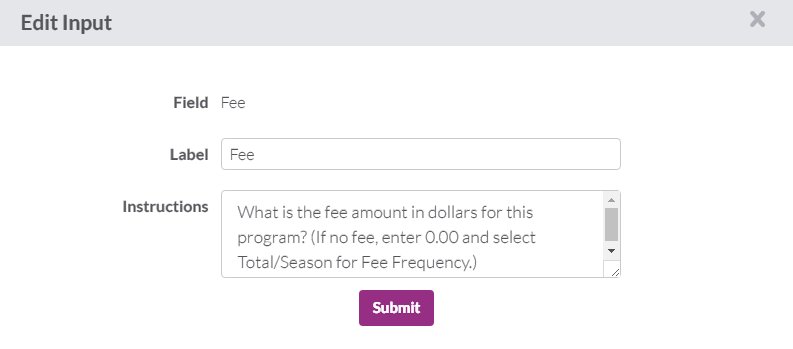 Edit Input
Field Fee
Label Fee
Instructions What is the fee amount in dollars for this
program? (If no fee, enter 0.00 and select
Total/Season for Fee Frequency.)
Submit